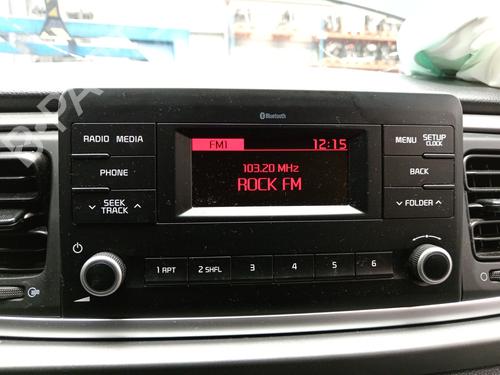 Bluetooth
RADIO MEDIA
PHONE
SEEK
TRACK
FM1 12:15
103.20 MHz
ROCK FM
MENU SETUP
CLOCK
BACK
FOLDER
1 RPT 2 SHFL 3 4 5 6